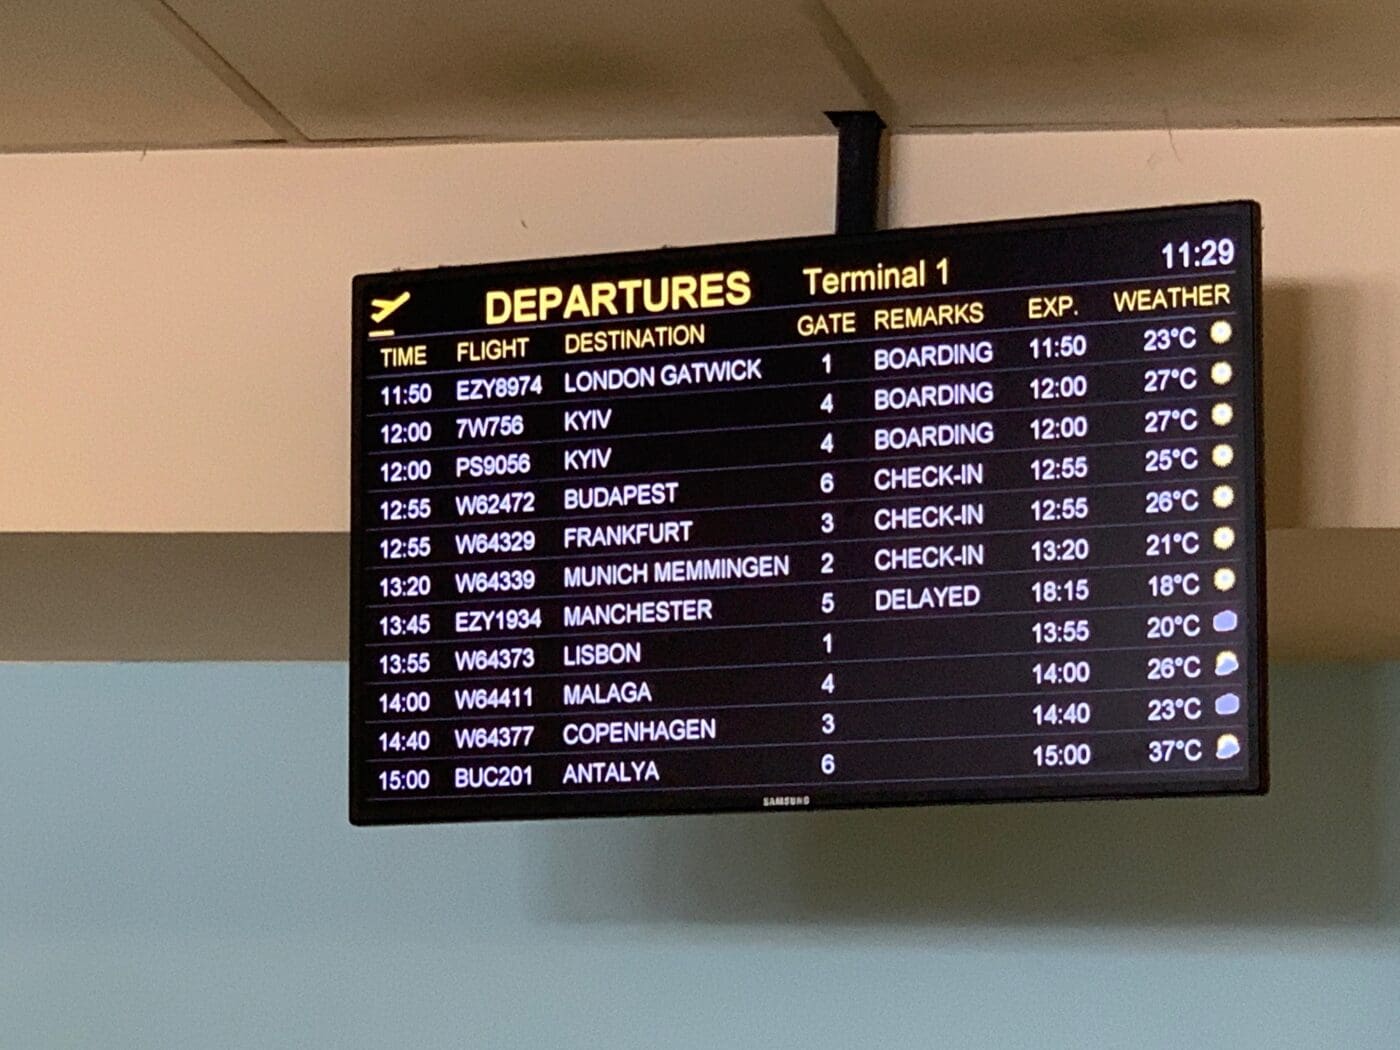 DEPARTURES Terminal 1 11:29
TIME FLIGHT DESTINATION GATE REMARKS EXP. WEATHER
11:50 EZY8974 LONDON GATWICK 1 BOARDING 11:50 23°C
12:00 7W756 KYIV 4 BOARDING 12:00 27°C
12:00 PS9056 KYIV 4 BOARDING 12:00 27°C
12:55 W62472 BUDAPEST 6 CHECK-IN 12:55 25°C
12:55 W64329 FRANKFURT 3 CHECK-IN 12:55 26°C
13:20 W64339 MUNICH MEMMINGEN 2 CHECK-IN 13:20 21°C
13:45 EZY1934 MANCHESTER 5 DELAYED 18:15 18°C
13:55 W64373 LISBON 1 13:55 20°C
14:00 W64411 MALAGA 4 14:00 26°C
14:40 W64377 COPENHAGEN 3 14:40 23°C
15:00 BUC201 ANTALYA 6 15:00 37°C
SAMSUNG